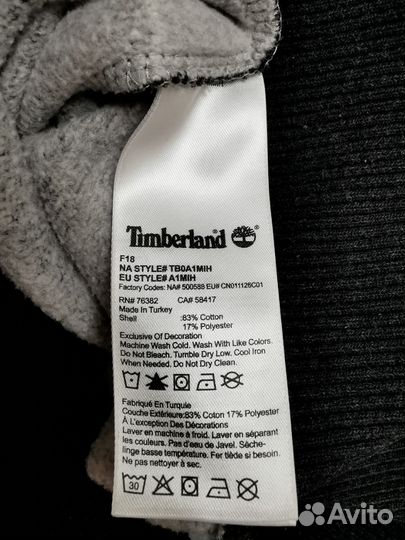 Timberland
F18
NA STYLE# TB0A1MIH
EU STYLE# A1MIH
Factory Codes: NA# 500589 EU# CN011126C01
RN# 76382 CA# 58417
Made In Turkey
Shell :83% Cotton
17% Polyester
Exclusive Of Decoration
Machine Wash Cold. Wash With Like Colors.
Do Not Bleach. Tumble Dry Low. Cool Iron
When Needed. Do Not Dry Clean.
Fabriqué En Turquie
Couche Extérieure:83% Coton 17% Polyester
A L'Exception Des Décorations
Laver en machine à froid. Laver en séparant
les couleurs. Pas d'eau de Javel. Sèche-
linge basse température. Fer tiède si besoin.
Ne pas nettoyer à sec.
30
Avito